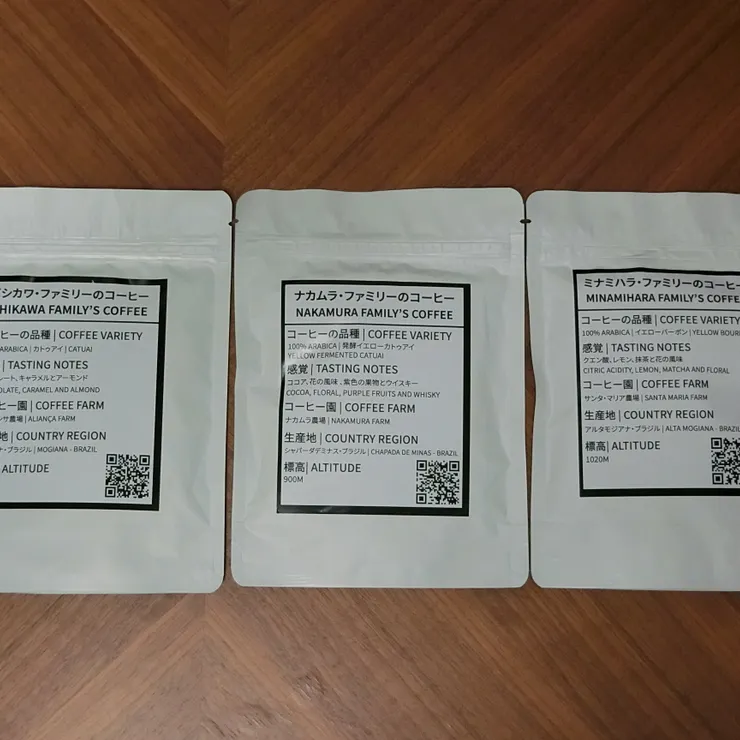 シカワ・ファミリーのコーヒー
HIKAWA FAMILY'S COFFEE
ヒーの品種 | COFFEE VARIETY
ARABICA | カトゥアイ | CATUAI
| TASTING NOTES
レート、キャラメルとアーモンド
OLATE, CARAMEL AND ALMOND
ヒー園 | COFFEE FARM
ンサ農場 | ALIANÇA FARM
地 | COUNTRY REGION
ナ・ブラジル | MOGIANA - BRAZIL
ALTITUDE
ナカムラ・ファミリーのコーヒー
NAKAMURA FAMILY'S COFFEE
コーヒーの品種 | COFFEE VARIETY
100% ARABICA | 発酵イエローカトゥアイ
YELLOW FERMENTED CATUAI
感覚 | TASTING NOTES
ココア、花の風味、紫色の果物とウイスキー
COCOA, FLORAL, PURPLE FRUITS AND WHISKY
コーヒー園 | COFFEE FARM
ナカムラ農場 | NAKAMURA FARM
生産地 | COUNTRY REGION
シャパーダデミナス・ブラジル | CHAPADA DE MINAS - BRAZIL
標高 | ALTITUDE
900M
ミナミハラ・ファミリーのコーヒ
MINAMIHARA FAMILY'S COFFE
コーヒーの品種 | COFFEE VARIETY
100% ARABICA | イエローバーボン | YELLOW BOUR
感覚 | TASTING NOTES
クエン酸、レモン、抹茶と花の風味
CITRIC ACIDITY, LEMON, MATCHA AND FLORAL
コーヒー園 | COFFEE FARM
サンタ・マリア農場 | SANTA MARIA FARM
生産地 | COUNTRY REGION
アルタモジアナ・ブラジル | ALTA MOGIANA - BRAZIL
標高 | ALTITUDE
1020M